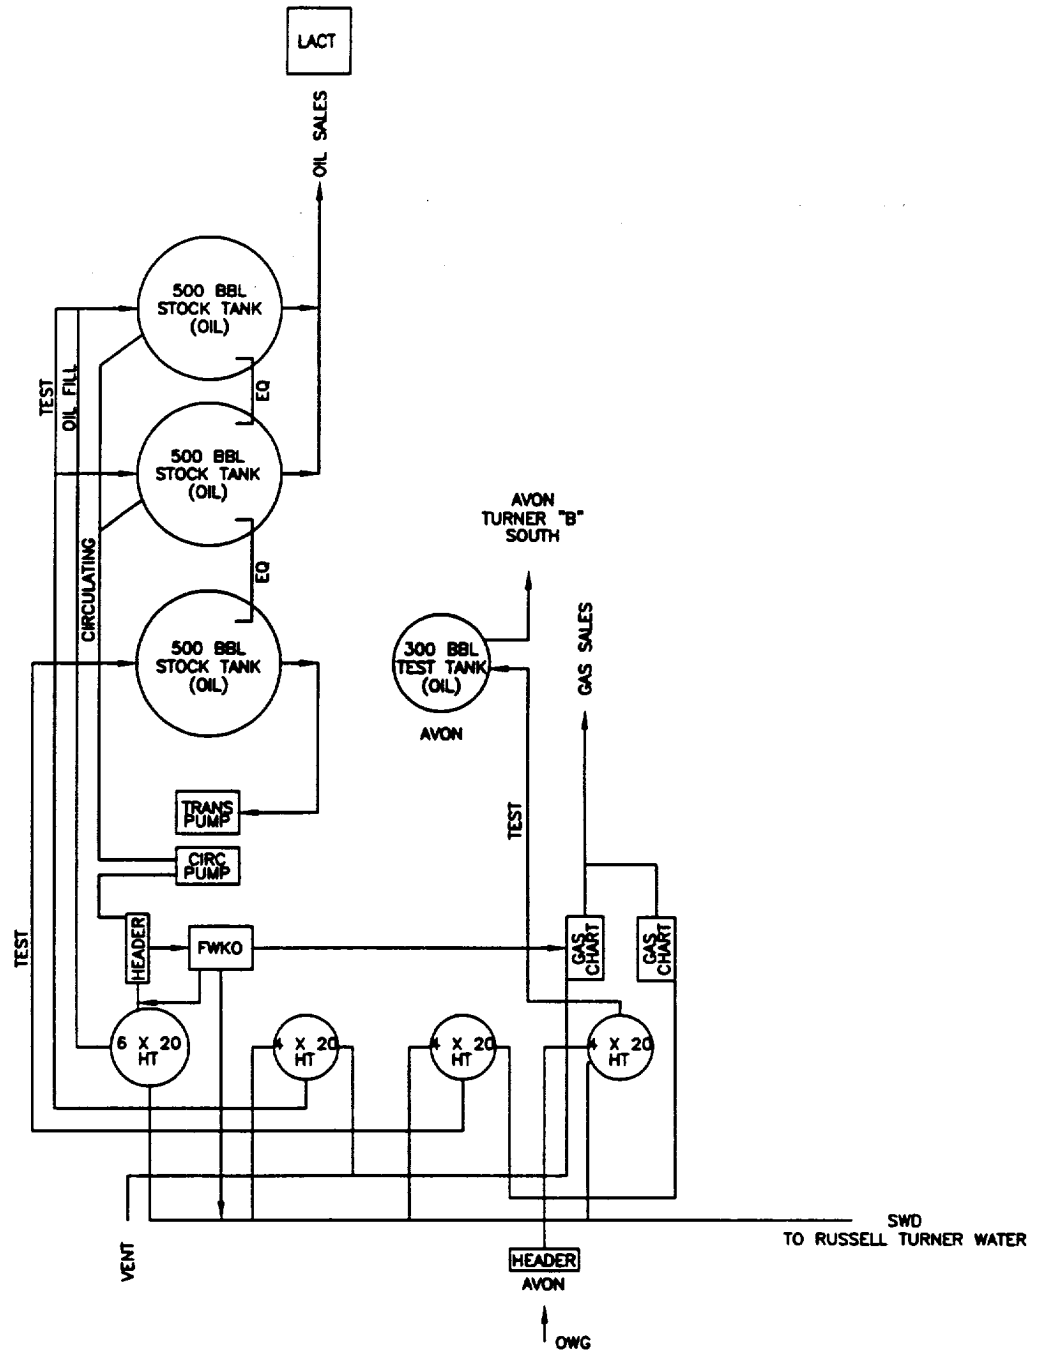 LACT
OIL SALES
500 BBL
STOCK TANK
(OIL)
TEST
OIL FILL
EQ
500 BBL
STOCK TANK
(OIL)
AVON
TURNER "B"
SOUTH
CIRCULATING
EQ
500 BBL
STOCK TANK
(OIL)
300 BBL
TEST TANK
(OIL)
AVON
GAS SALES
TRANS
PUMP
TEST
CIRC
PUMP
TEST
HEADER
FWKO
GAS
CHART
GAS
CHART
6 X 20
HT
4 X 20
HT
4 X 20
HT
4 X 20
HT
VENT
SWD
TO RUSSELL TURNER WATER
HEADER
AVON
OWG